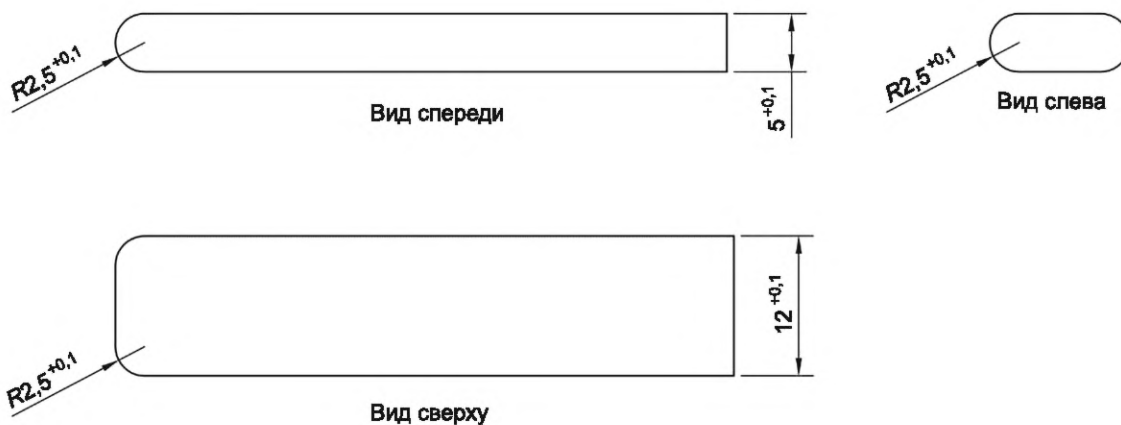 R2,5+0,1
Вид спереди
5+0,1
R2,5+0,1
Вид слева
R2,5+0,1
Вид сверху
12+0,1